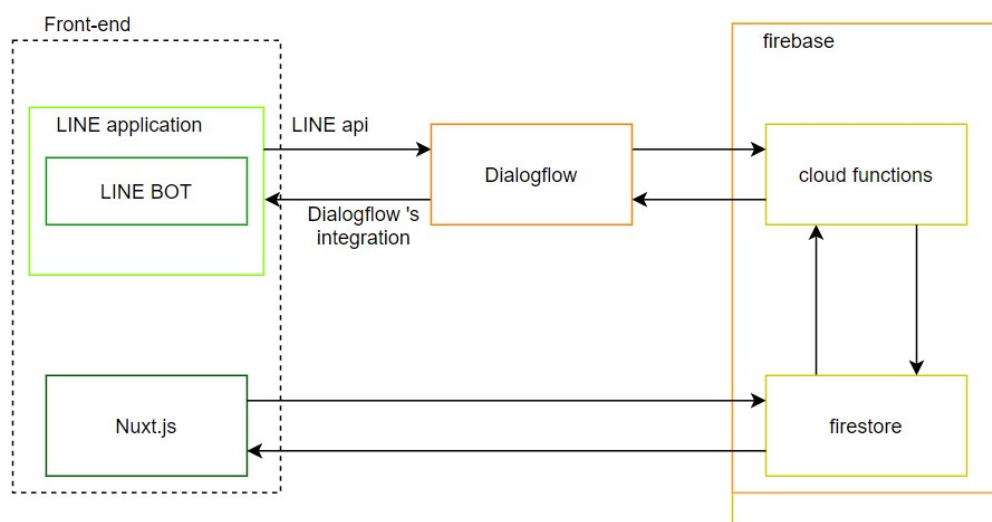 Front-end
firebase
LINE application
LINE api
LINE BOT
Dialogflow
cloud functions
Dialogflow 's
integration
Nuxt.js
firestore